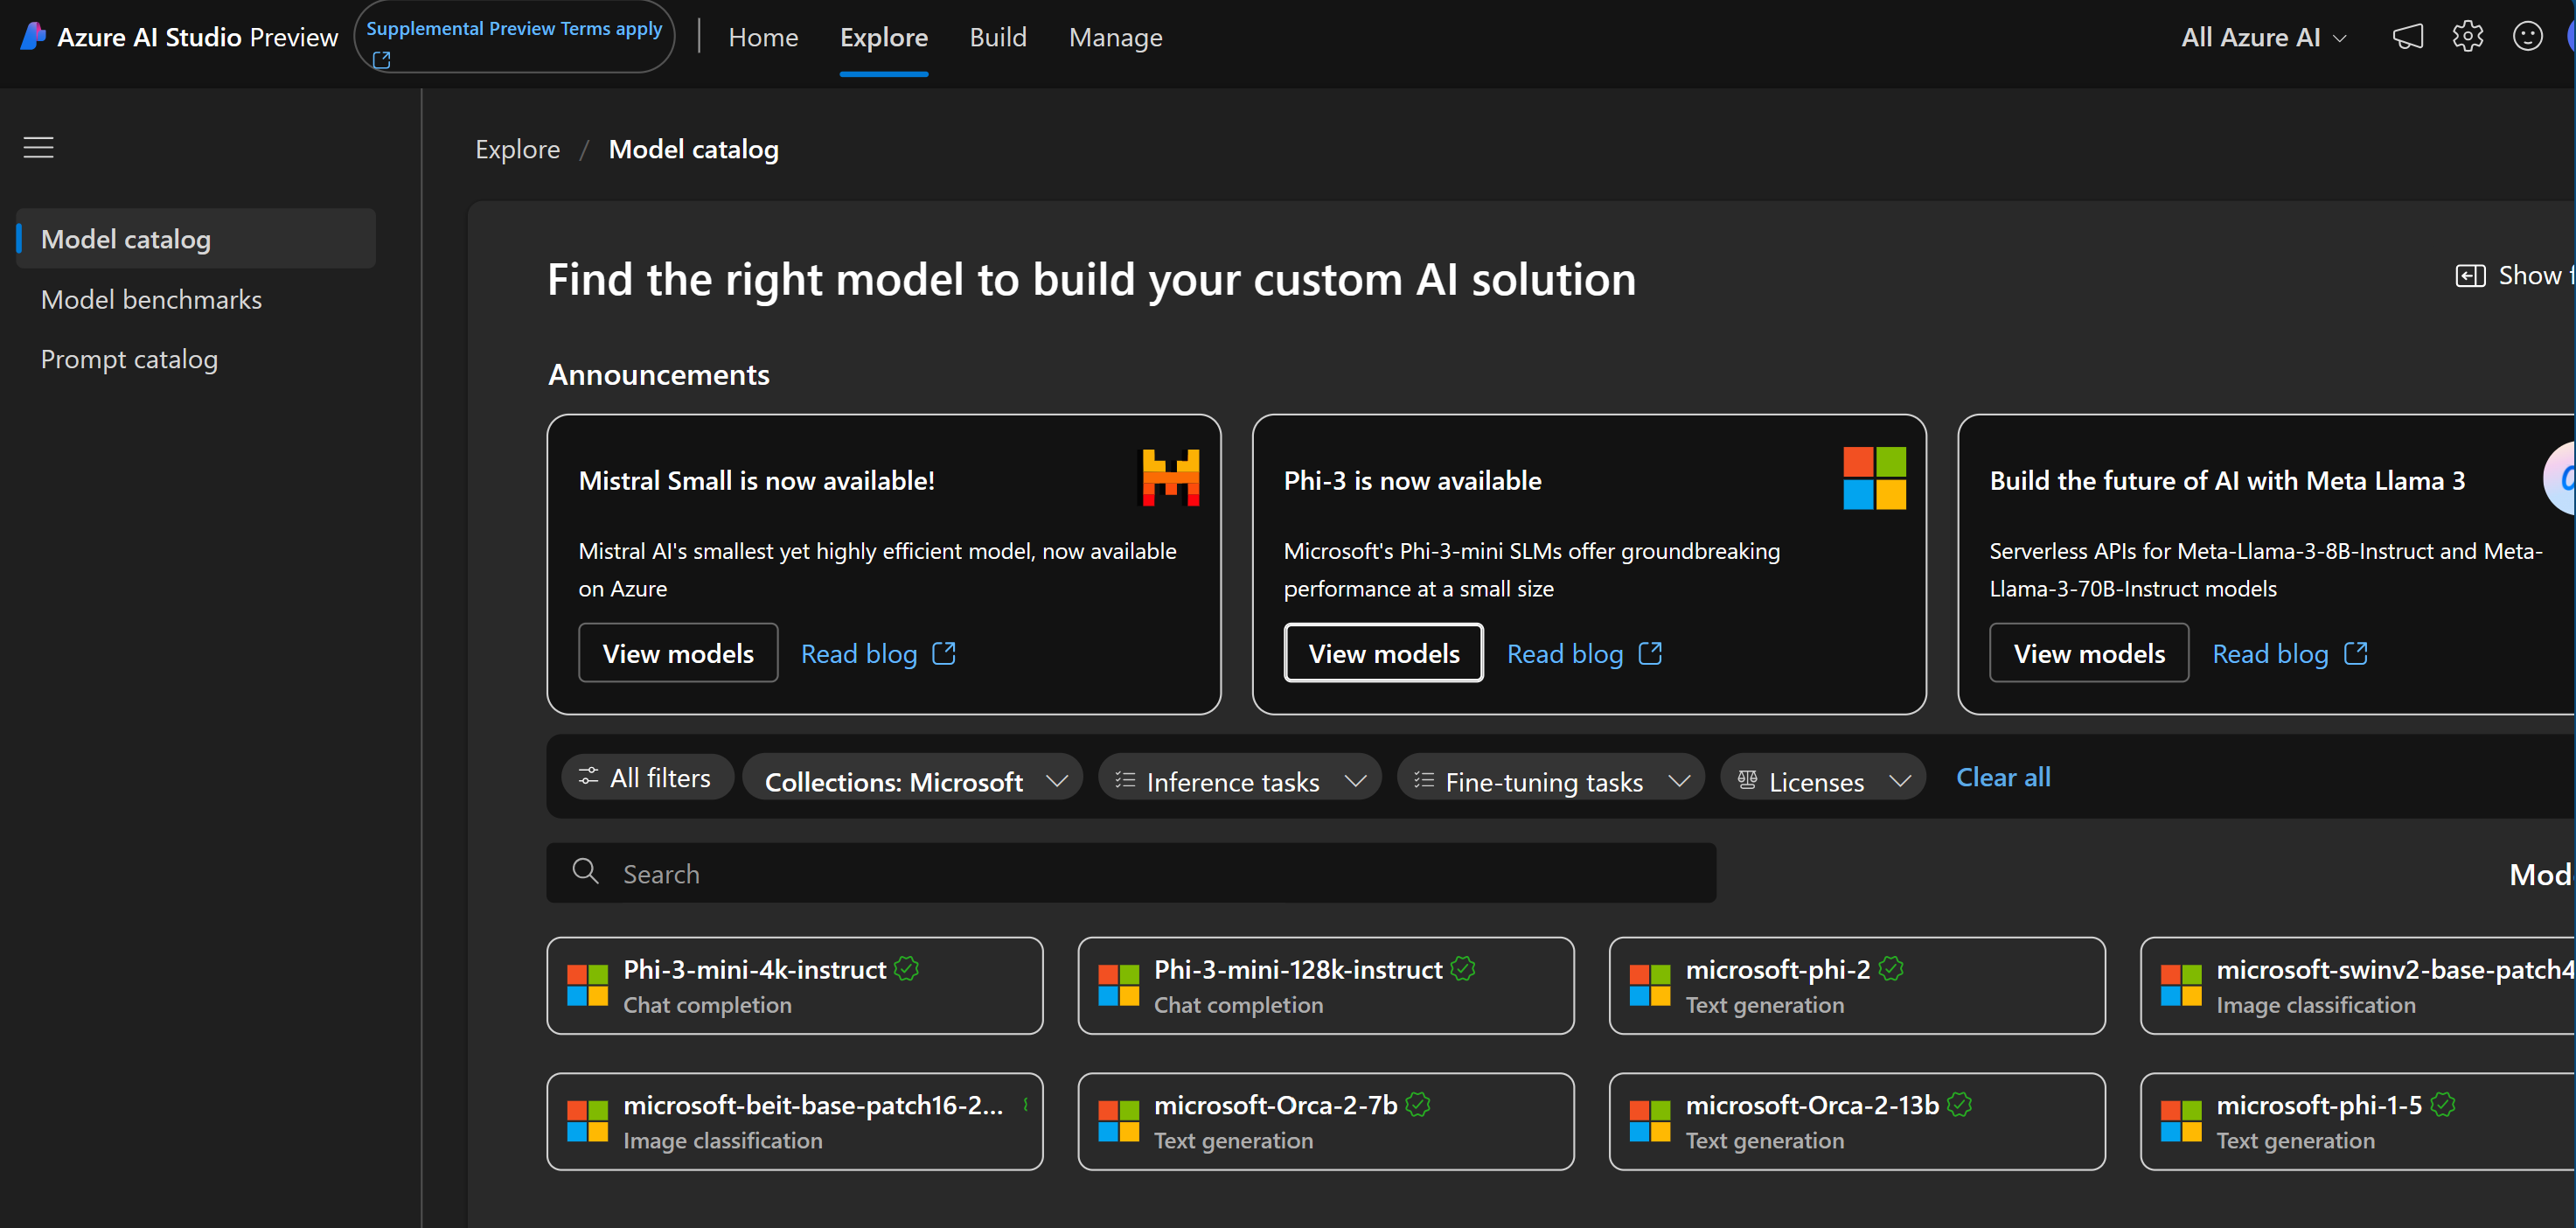 Azure AI Studio Preview
Supplemental Preview Terms apply
Home
Explore
Build
Manage
All Azure AI
Model catalog
Model benchmarks
Prompt catalog
Explore / Model catalog
Find the right model to build your custom AI solution
Show
Announcements
Mistral Small is now available!
Mistral AI's smallest yet highly efficient model, now available
on Azure
View models
Read blog
Phi-3 is now available
Microsoft's Phi-3-mini SLMs offer groundbreaking
performance at a small size
View models
Read blog
Build the future of AI with Meta Llama 3
Serverless APIs for Meta-Llama-3-8B-Instruct and Meta-
Llama-3-70B-Instruct models
View models
Read blog
All filters
Collections: Microsoft
Inference tasks
Fine-tuning tasks
Licenses
Clear all
Search
Phi-3-mini-4k-instruct
Chat completion
Phi-3-mini-128k-instruct
Chat completion
microsoft-phi-2
Text generation
microsoft-swinv2-base-patch4
Image classification
microsoft-beit-base-patch16-2...
Image classification
microsoft-Orca-2-7b
Text generation
microsoft-Orca-2-13b
Text generation
microsoft-phi-1-5
Text generation